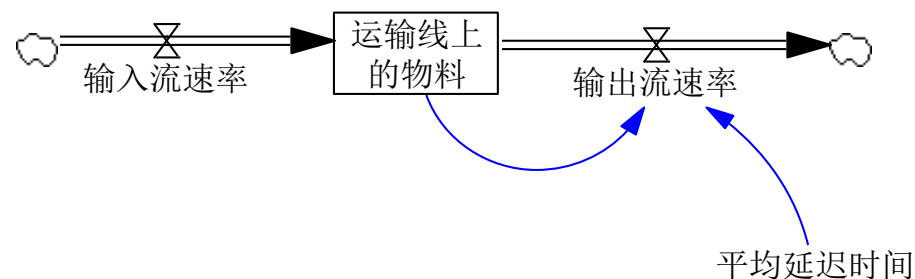 运输线上
的物料
输入流速率
输出流速率
平均延迟时间